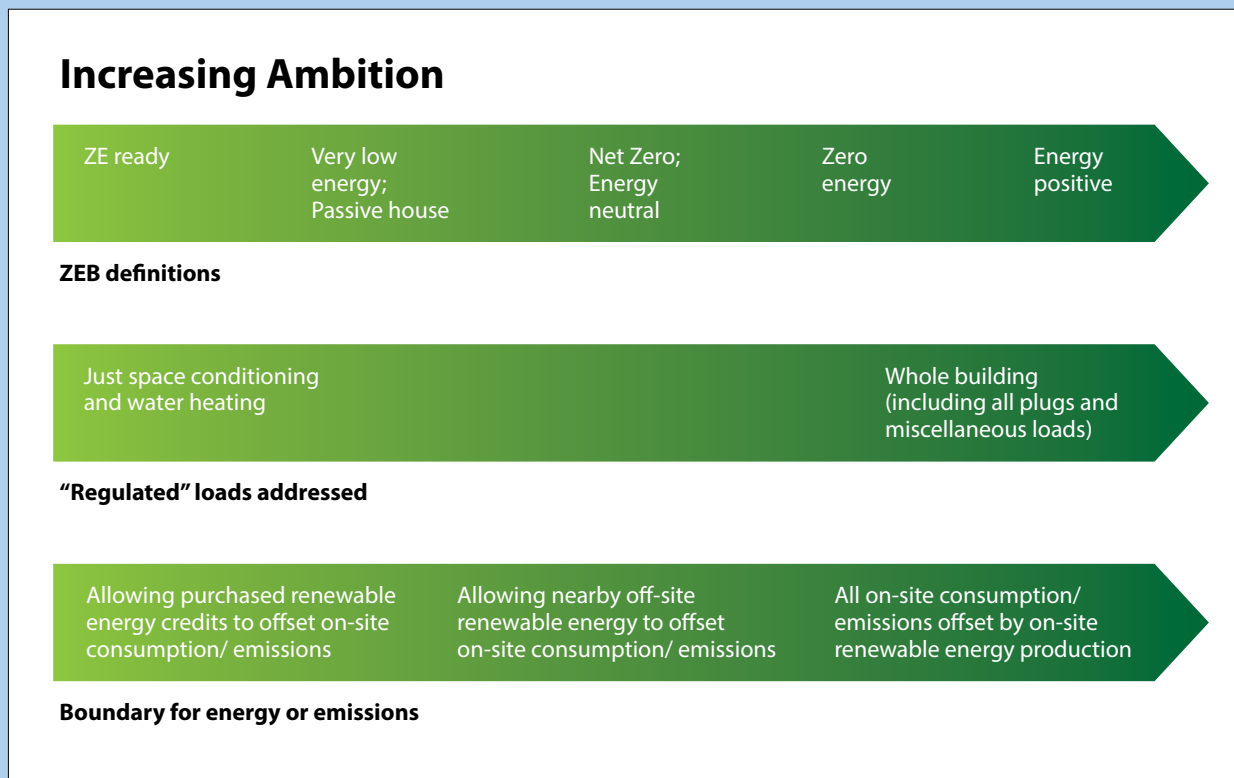 Increasing Ambition
ZE ready
Very low
energy;
Passive house
Net Zero;
Energy
neutral
Zero
energy
Energy
positive
ZEB definitions
Just space conditioning
and water heating
Whole building
(including all plugs and
miscellaneous loads)
“Regulated” loads addressed
Allowing purchased renewable
energy credits to offset on-site
consumption/ emissions
Allowing nearby off-site
renewable energy to offset
on-site consumption/ emissions
All on-site consumption/
emissions offset by on-site
renewable energy production
Boundary for energy or emissions